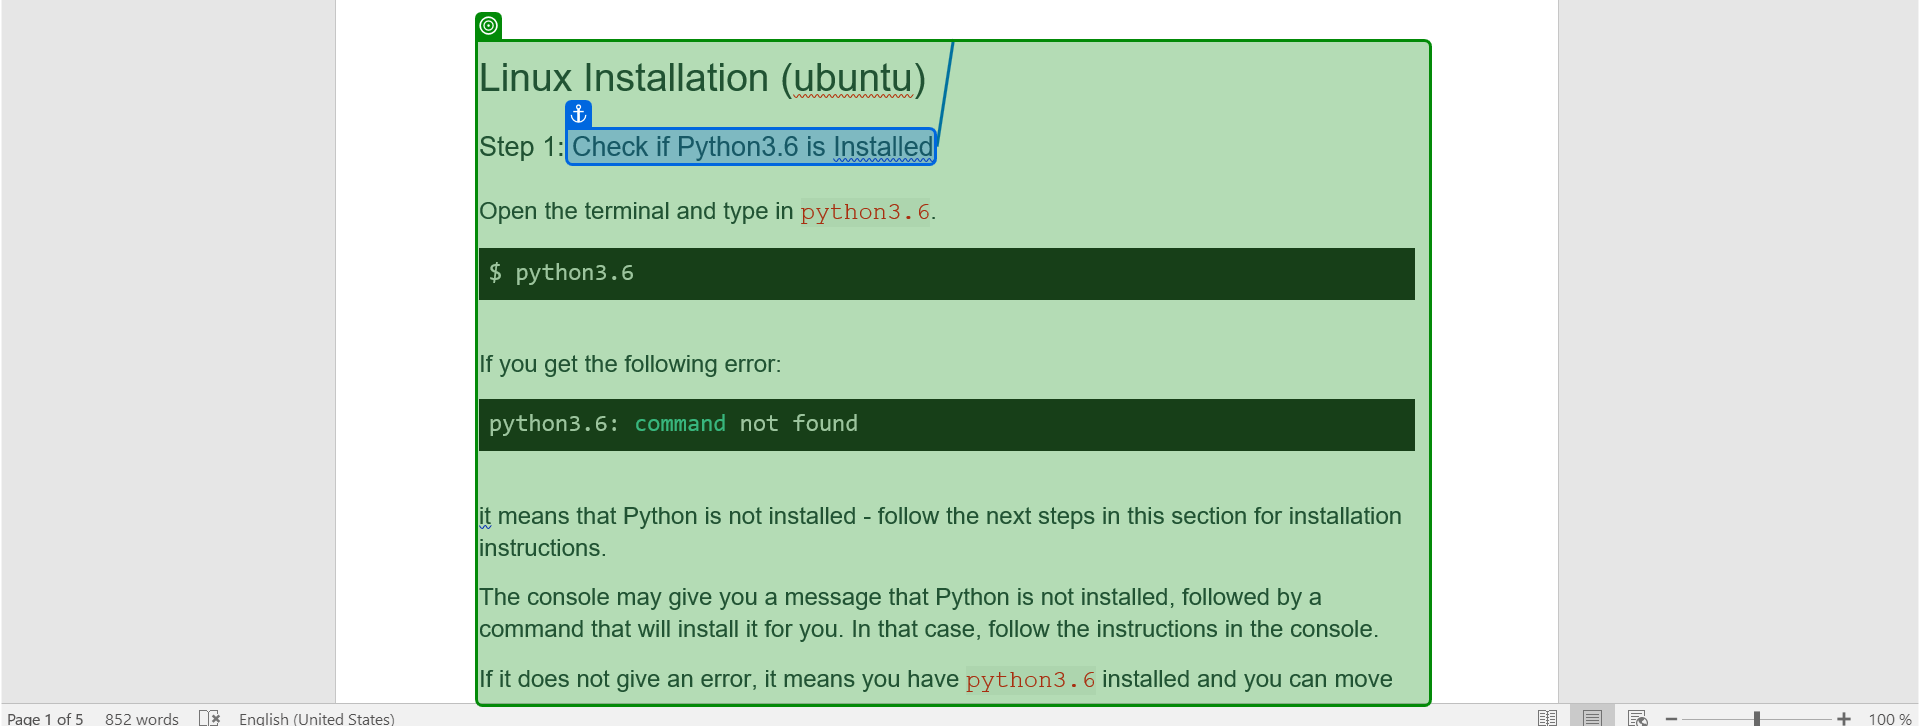 Linux Installation (ubuntu)
Step 1: Check if Python3.6 is Installed
Open the terminal and type in python3.6.
$ python3.6
If you get the following error:
python3.6: command not found
it means that Python is not installed - follow the next steps in this section for installation
instructions.
The console may give you a message that Python is not installed, followed by a
command that will install it for you. In that case, follow the instructions in the console.
If it does not give an error, it means you have python3.6 installed and you can move
Page 1 of 5 852 words English (United States) 100 %